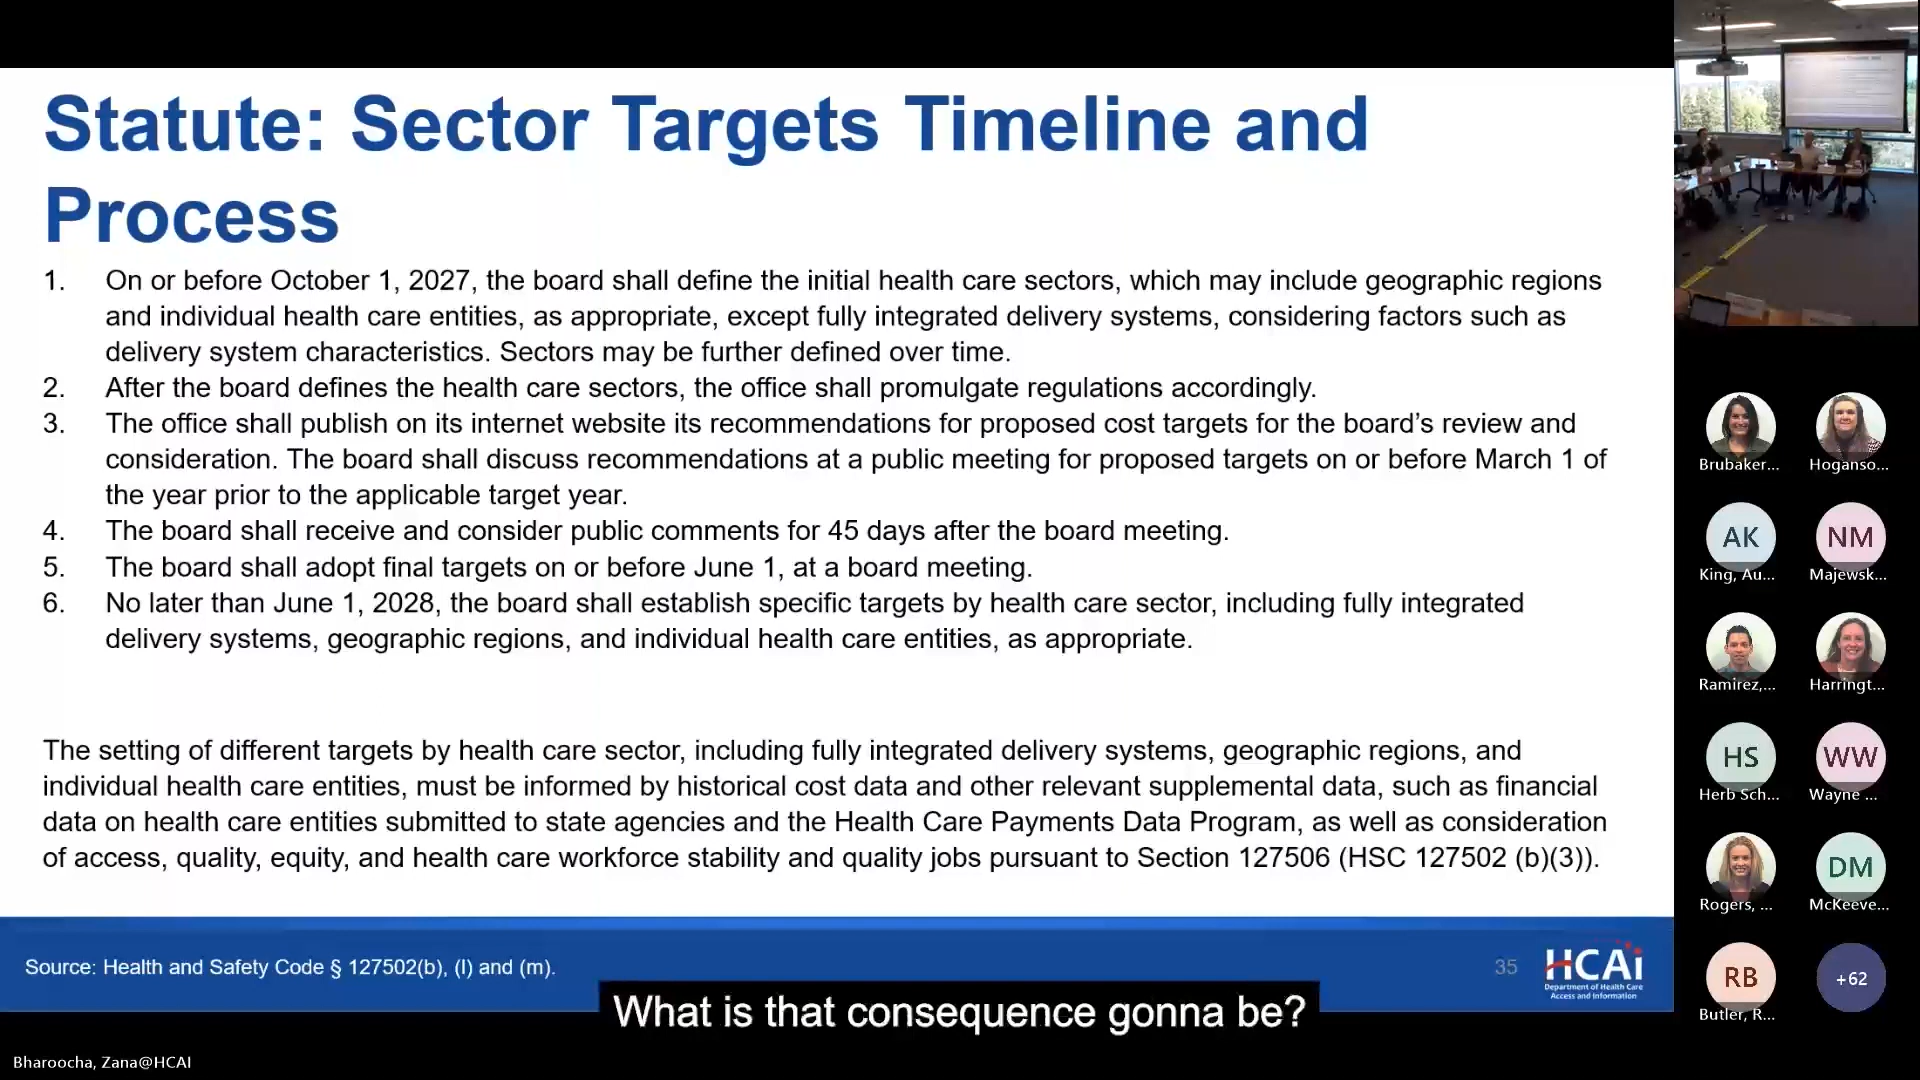 Statute: Sector Targets Timeline and
Process
1. On or before October 1, 2027, the board shall define the initial health care sectors, which may include geographic regions
and individual health care entities, as appropriate, except fully integrated delivery systems, considering factors such as
delivery system characteristics. Sectors may be further defined over time.
2. After the board defines the health care sectors, the office shall promulgate regulations accordingly.
3. The office shall publish on its internet website its recommendations for proposed cost targets for the board’s review and
consideration. The board shall discuss recommendations at a public meeting for proposed targets on or before March 1 of
the year prior to the applicable target year.
4. The board shall receive and consider public comments for 45 days after the board meeting.
5. The board shall adopt final targets on or before June 1, at a board meeting.
6. No later than June 1, 2028, the board shall establish specific targets by health care sector, including fully integrated
delivery systems, geographic regions, and individual health care entities, as appropriate.
The setting of different targets by health care sector, including fully integrated delivery systems, geographic regions, and
individual health care entities, must be informed by historical cost data and other relevant supplemental data, such as financial
data on health care entities submitted to state agencies and the Health Care Payments Data Program, as well as consideration
of access, quality, equity, and health care workforce stability and quality jobs pursuant to Section 127506 (HSC 127502 (b)(3)).
Source: Health and Safety Code § 127502(b), (l) and (m).
35
HCAi
Department of Health Care
Access and Information
What is that consequence gonna be?
Bharoocha, Zana@HCAI
Brubaker...
Hoganso...
AK
NM
King, Au...
Majewsk...
Ramirez,...
Harringt...
HS
WW
Herb Sch...
Wayne ...
Rogers, ...
DM
McKeeve...
RB
+62
Butler, R...